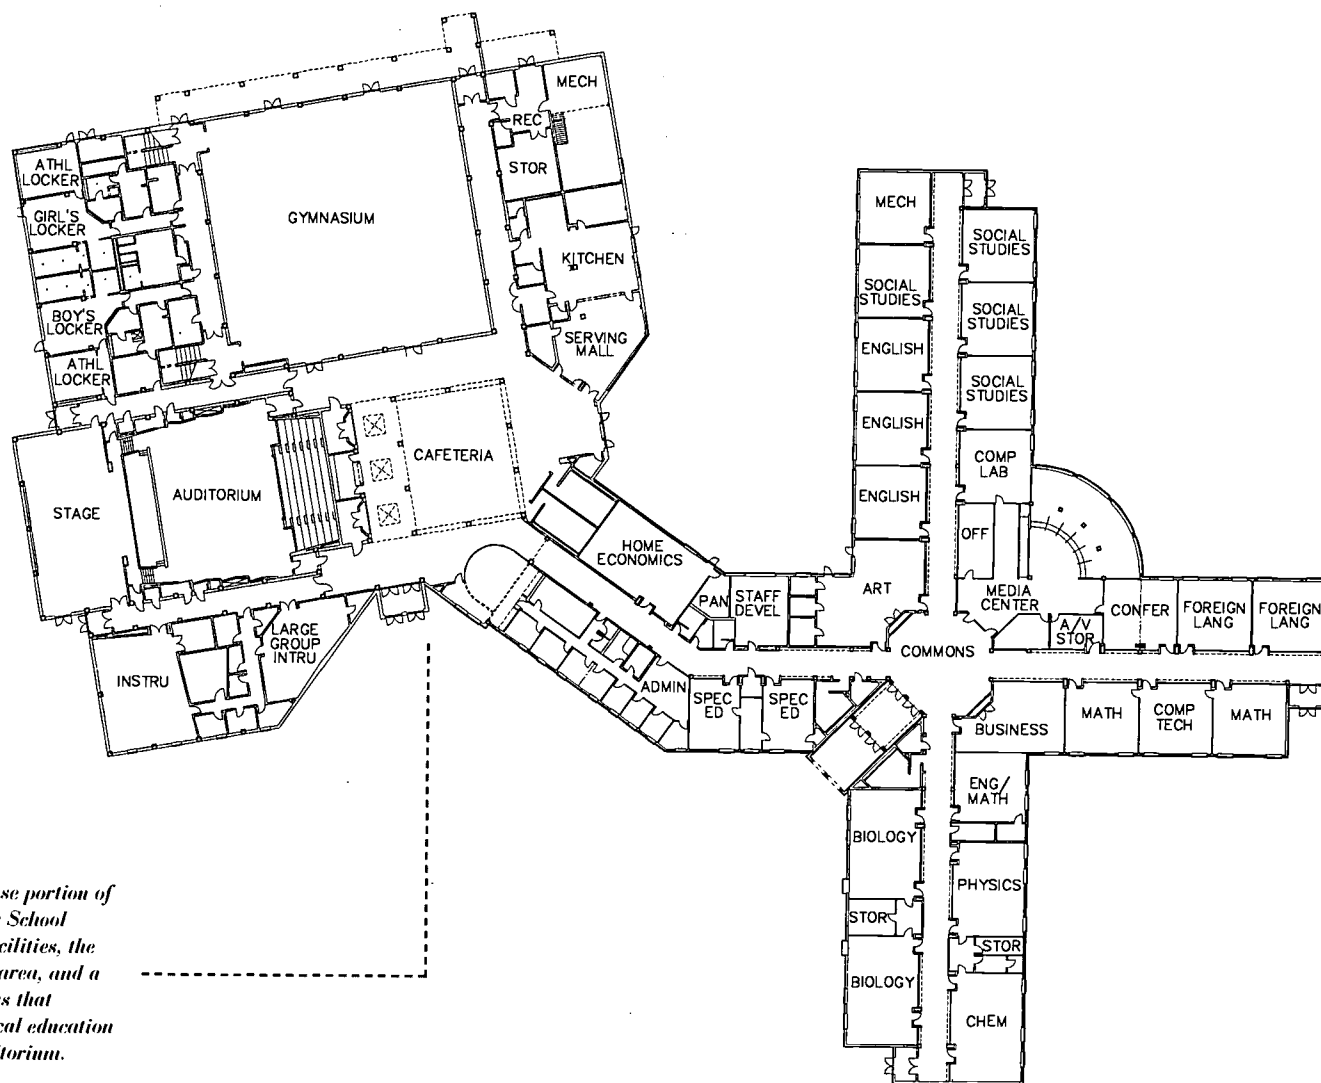 MECH
REC
STOR
ATHL
LOCKER
GIRL'S
LOCKER
GYMNASIUM
KITCHEN
BOY'S
LOCKER
SERVING
MALL
ATHL
LOCKER
CAFETERIA
AUDITORIUM
STAGE
HOME
ECONOMICS
PAN
STAFF
DEVEL
LARGE
GROUP
INTRU
INSTRU
ADMIN
SPEC
ED
SPEC
ED
MECH
SOCIAL
STUDIES
SOCIAL
STUDIES
SOCIAL
STUDIES
ENGLISH
SOCIAL
STUDIES
ENGLISH
COMP
LAB
ENGLISH
OFF
ART
MEDIA
CENTER
CONFER
FOREIGN
LANG
FOREIGN
LANG
A/V
STOR
COMMONS
BUSINESS
MATH
COMP
TECH
MATH
ENG/
MATH
BIOLOGY
PHYSICS
STOR
STOR
BIOLOGY
CHEM
se portion of
School
cilities, the
area, and a
s that
cal education
torium.